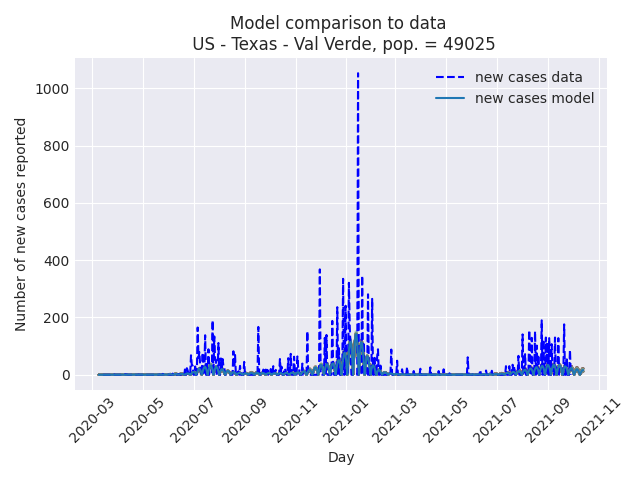 Model comparison to data
US - Texas - Val Verde, pop. = 49025
new cases data
new cases model
Number of new cases reported
1000
800
600
400
200
0
2020-03
2020-05
2020-07
2020-09
2020-11
2021-01
2021-03
2021-05
2021-07
2021-09
2021-11
Day